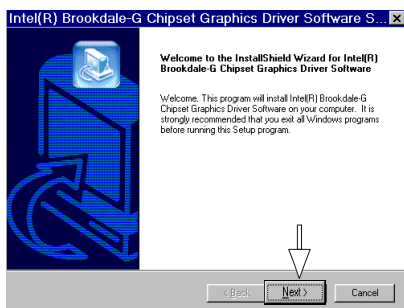 Intel(R) Brookdale-G Chipset Graphics Driver Software S...
Welcome to the InstallShield Wizard for Intel(R)
Brookdale-G Chipset Graphics Driver Software
Welcome. This program will install Intel(R) Brookdale-G
Chipset Graphics Driver Software on your computer. It is
strongly recommended that you exit all Windows programs
before running this Setup program.
< Back Next > Cancel